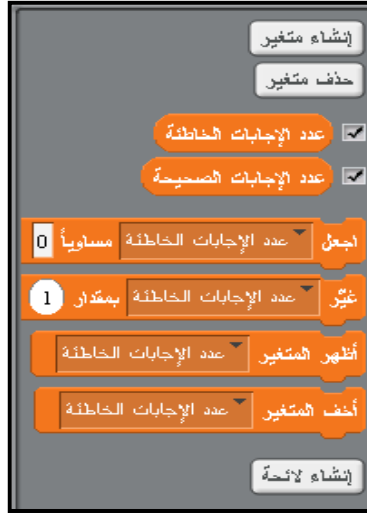 إنشاء متغير
حذف متغير
عدد الإجابات الخاطئة
عدد الإجابات الصحيحة
اجعل عدد الإجابات الخاطئة مساوياً 0
غيّر عدد الإجابات الخاطئة بمقدار 1
أظهر المتغير عدد الإجابات الخاطئة
أخف المتغير عدد الإجابات الخاطئة
إنشاء لائحة